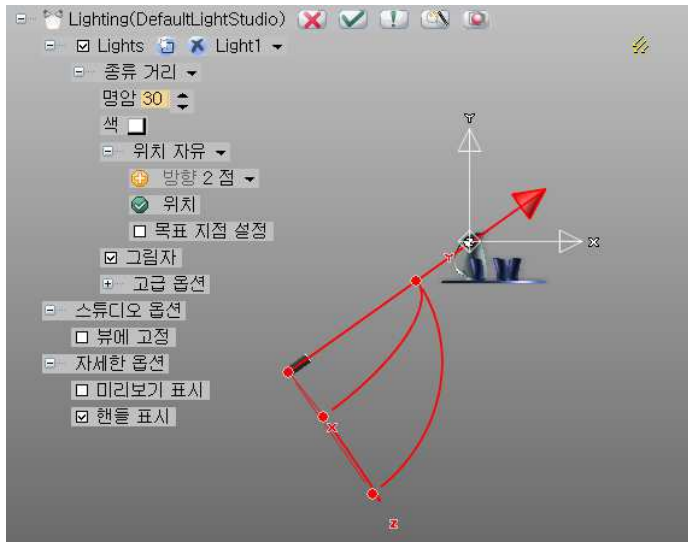 Lighting(DefaultLightStudio)
Lights Light1
종류 거리
명암 30
색
위치 자유
방향 2 점
위치
목표 지점 설정
그림자
고급 옵션
스튜디오 옵션
뷰에 고정
자세한 옵션
미리보기 표시
핸들 표시
Y
X
Y
X
Z